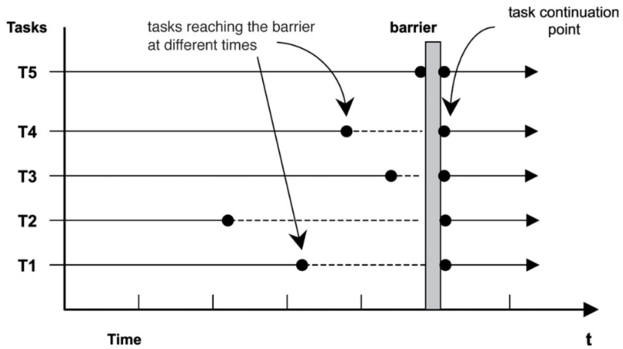 Tasks
tasks reaching the barrier
at different times
barrier
task continuation
point
T5
T4
T3
T2
T1
Time
t